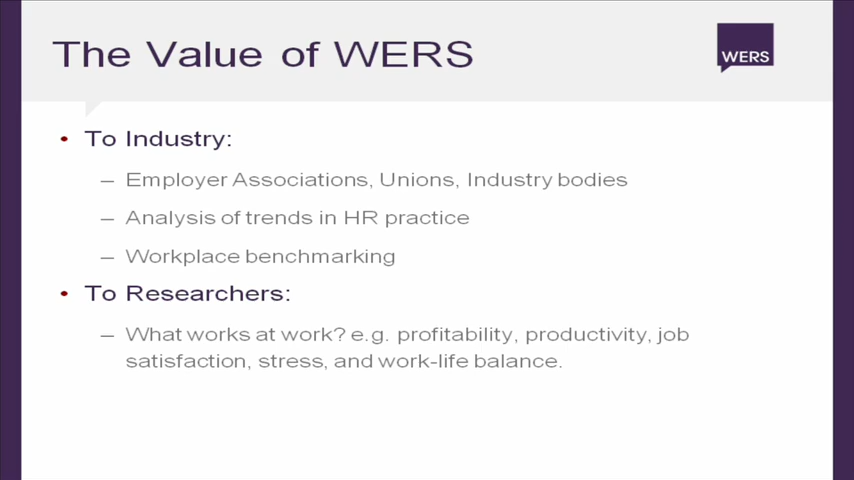 The Value of WERS
WERS
• To Industry:
– Employer Associations, Unions, Industry bodies
– Analysis of trends in HR practice
– Workplace benchmarking
• To Researchers:
– What works at work? e.g. profitability, productivity, job
satisfaction, stress, and work-life balance.